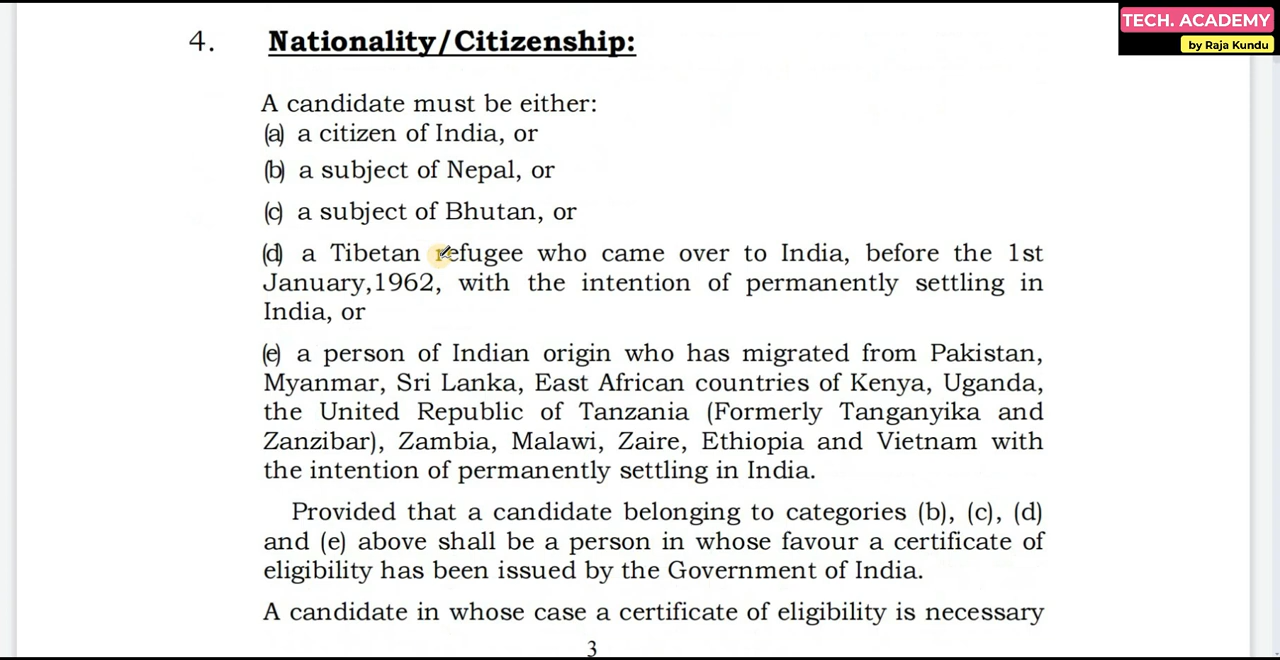 TECH. ACADEMY
by Raja Kundu
4. Nationality/Citizenship:
A candidate must be either:
(a) a citizen of India, or
(b) a subject of Nepal, or
(c) a subject of Bhutan, or
(d) a Tibetan refugee who came over to India, before the 1st
January,1962, with the intention of permanently settling in
India, or
(e) a person of Indian origin who has migrated from Pakistan,
Myanmar, Sri Lanka, East African countries of Kenya, Uganda,
the United Republic of Tanzania (Formerly Tanganyika and
Zanzibar), Zambia, Malawi, Zaire, Ethiopia and Vietnam with
the intention of permanently settling in India.
Provided that a candidate belonging to categories (b), (c), (d)
and (e) above shall be a person in whose favour a certificate of
eligibility has been issued by the Government of India.
A candidate in whose case a certificate of eligibility is necessary
3